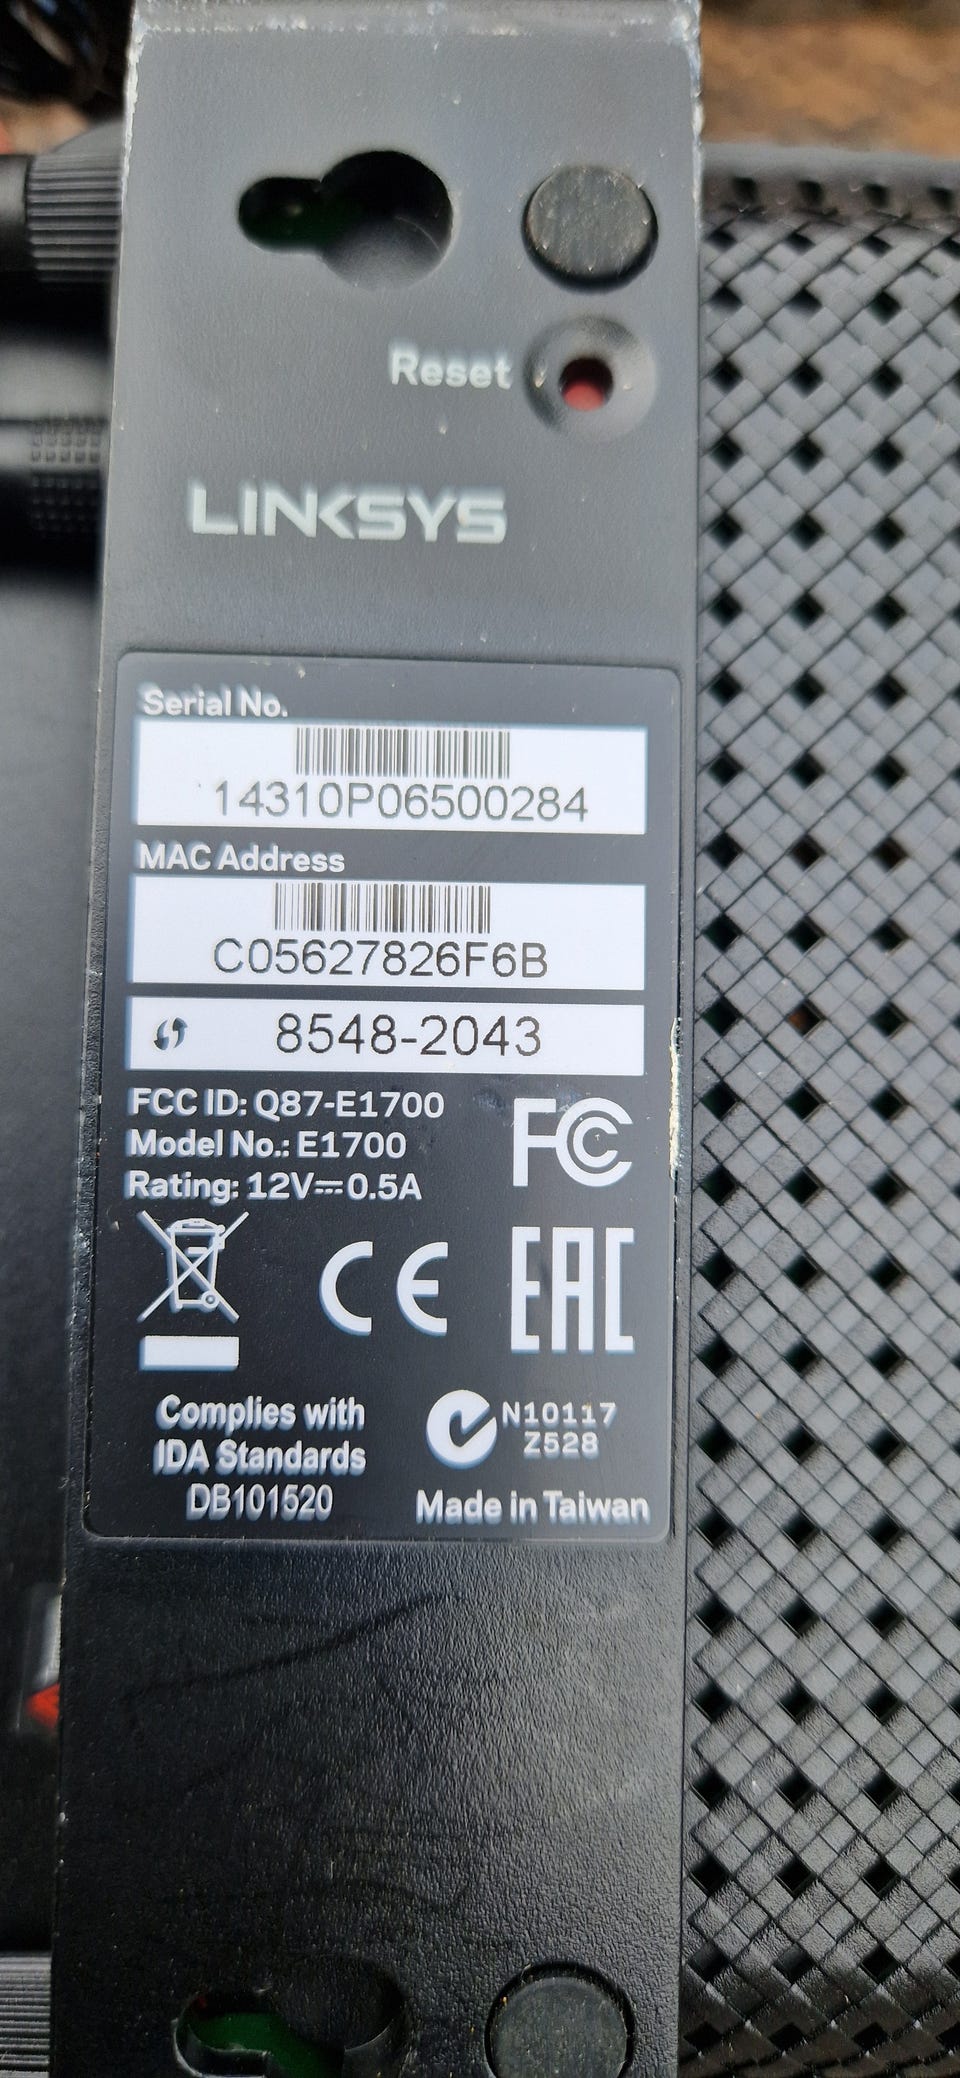 Reset
LINKSYS
Serial No.
14310P06500284
MAC Address
C05627826F6B
8548-2043
FCC ID: Q87-E1700
Model No.: E1700
Rating: 12V⎓0.5A
FC
CE
EAC
Complies with
IDA Standards
DB101520
N10117
Z528
Made in Taiwan